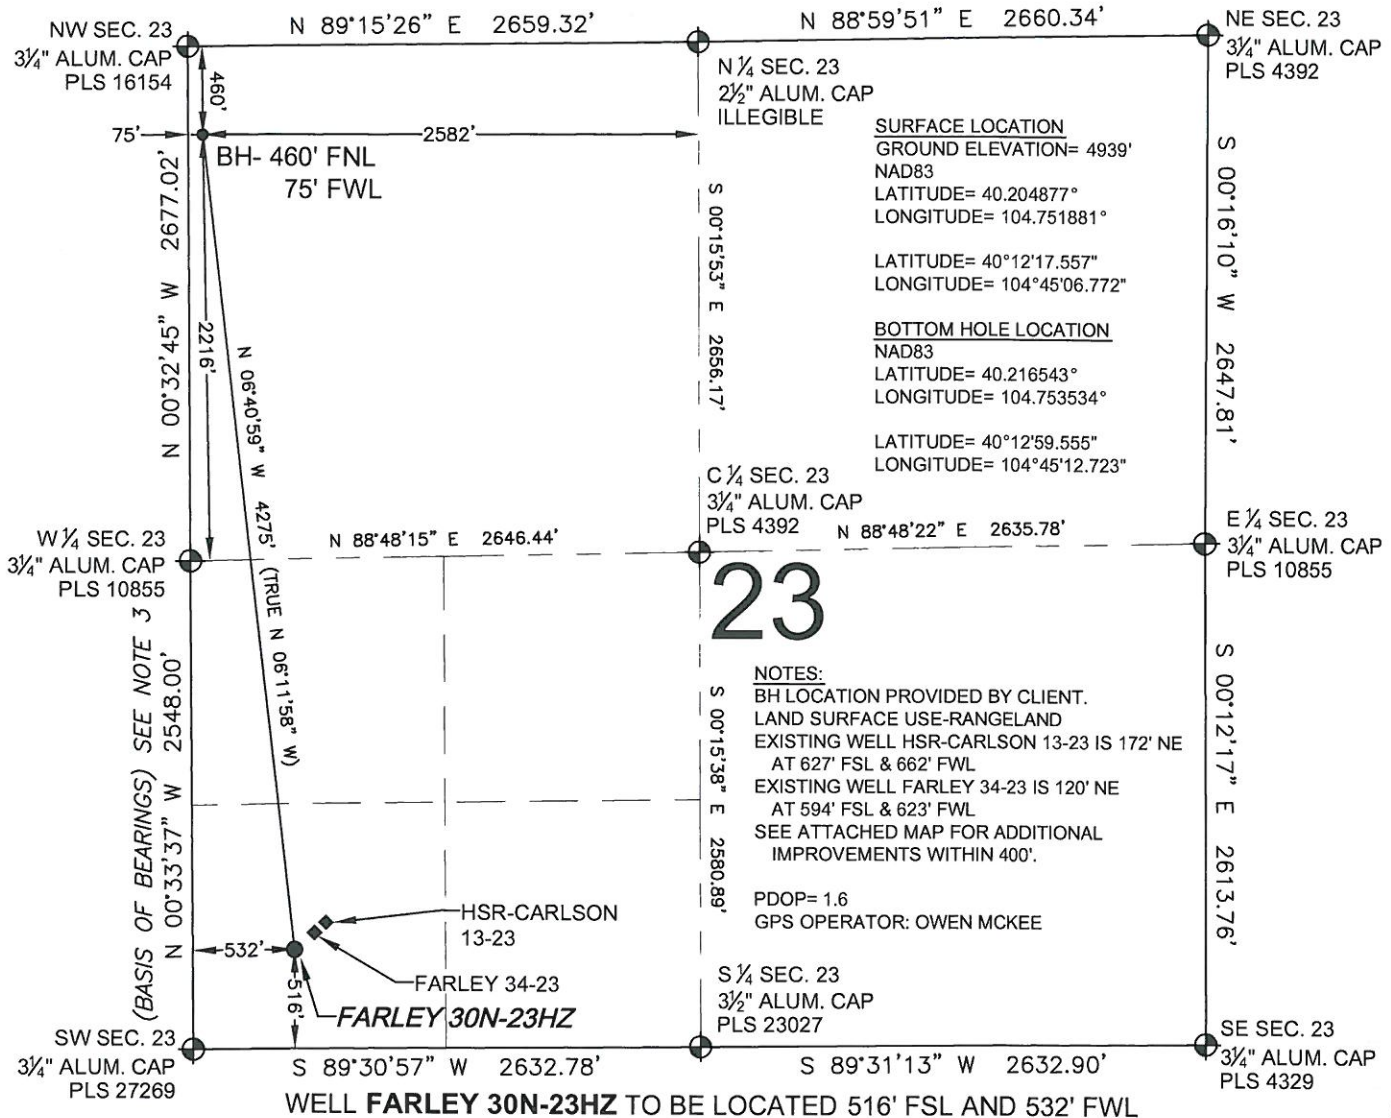 N 89°15'26" E 2659.32'
N 88°59'51" E 2660.34'
NW SEC. 23
3¼" ALUM. CAP
PLS 16154
NE SEC. 23
3¼" ALUM. CAP
PLS 4392
N ¼ SEC. 23
2½" ALUM. CAP
ILLEGIBLE
460'
75'
2582'
BH- 460' FNL
75' FWL
SURFACE LOCATION
GROUND ELEVATION= 4939'
NAD83
LATITUDE= 40.204877°
LONGITUDE= 104.751881°
LATITUDE= 40°12'17.557"
LONGITUDE= 104°45'06.772"
BOTTOM HOLE LOCATION
NAD83
LATITUDE= 40.216543°
LONGITUDE= 104.753534°
LATITUDE= 40°12'59.555"
LONGITUDE= 104°45'12.723"
N 00°32'45" W 2677.02'
2216'
N 06°40'59" W 4275' (TRUE N 06°11'58" W)
S 00°15'53" E 2656.17'
S 00°16'10" W 2647.81'
C ¼ SEC. 23
3¼" ALUM. CAP
PLS 4392
W ¼ SEC. 23
3¼" ALUM. CAP
PLS 10855
N 88°48'15" E 2646.44'
N 88°48'22" E 2635.78'
E ¼ SEC. 23
3¼" ALUM. CAP
PLS 10855
23
(BASIS OF BEARINGS) SEE NOTE 3
N 00°33'37" W 2548.00'
S 00°15'38" E 2580.89'
S 00°12'17" E 2613.76'
NOTES:
BH LOCATION PROVIDED BY CLIENT.
LAND SURFACE USE-RANGELAND
EXISTING WELL HSR-CARLSON 13-23 IS 172' NE
AT 627' FSL & 662' FWL
EXISTING WELL FARLEY 34-23 IS 120' NE
AT 594' FSL & 623' FWL
SEE ATTACHED MAP FOR ADDITIONAL
IMPROVEMENTS WITHIN 400'.
PDOP= 1.6
GPS OPERATOR: OWEN MCKEE
HSR-CARLSON
13-23
532'
FARLEY 34-23
516'
FARLEY 30N-23HZ
S ¼ SEC. 23
3½" ALUM. CAP
PLS 23027
SW SEC. 23
3¼" ALUM. CAP
PLS 27269
S 89°30'57" W 2632.78'
S 89°31'13" W 2632.90'
SE SEC. 23
3¼" ALUM. CAP
PLS 4329
WELL FARLEY 30N-23HZ TO BE LOCATED 516' FSL AND 532' FWL